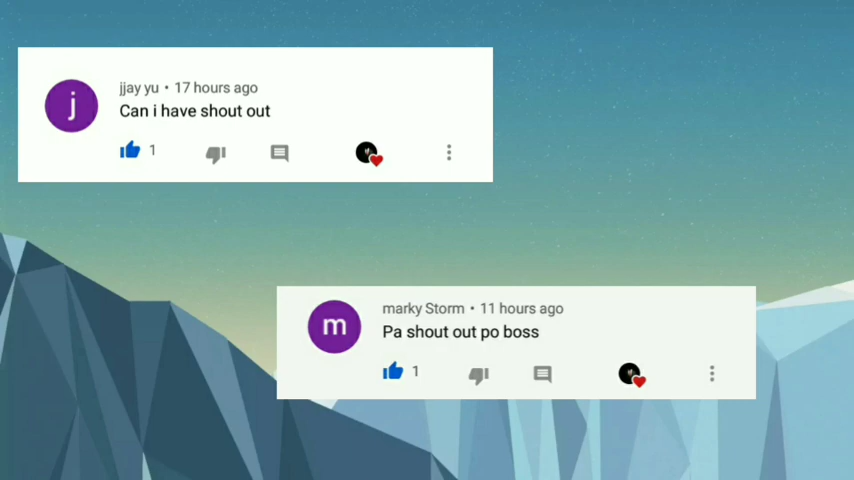 jjay yu • 17 hours ago
j
Can i have shout out
1
marky Storm • 11 hours ago
m
Pa shout out po boss
1